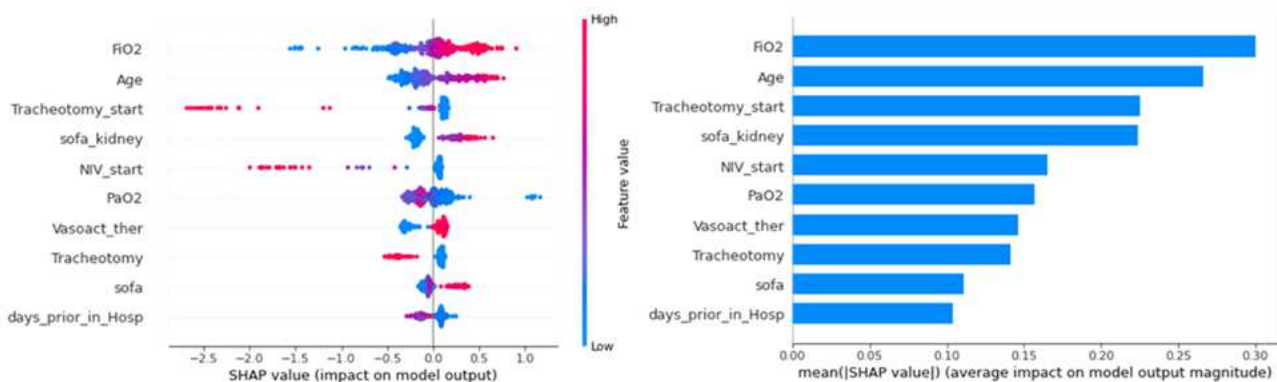 High
FiO2
Age
Tracheotomy_start
sofa_kidney
NIV_start
PaO2
Vasoact_ther
Tracheotomy
sofa
days_prior_in_Hosp
Feature value
Low
−2.5 −2.0 −1.5 −1.0 −0.5 0.0 0.5 1.0
SHAP value (impact on model output)
FiO2
Age
Tracheotomy_start
sofa_kidney
NIV_start
PaO2
Vasoact_ther
Tracheotomy
sofa
days_prior_in_Hosp
0.00 0.05 0.10 0.15 0.20 0.25 0.30
mean(|SHAP value|) (average impact on model output magnitude)